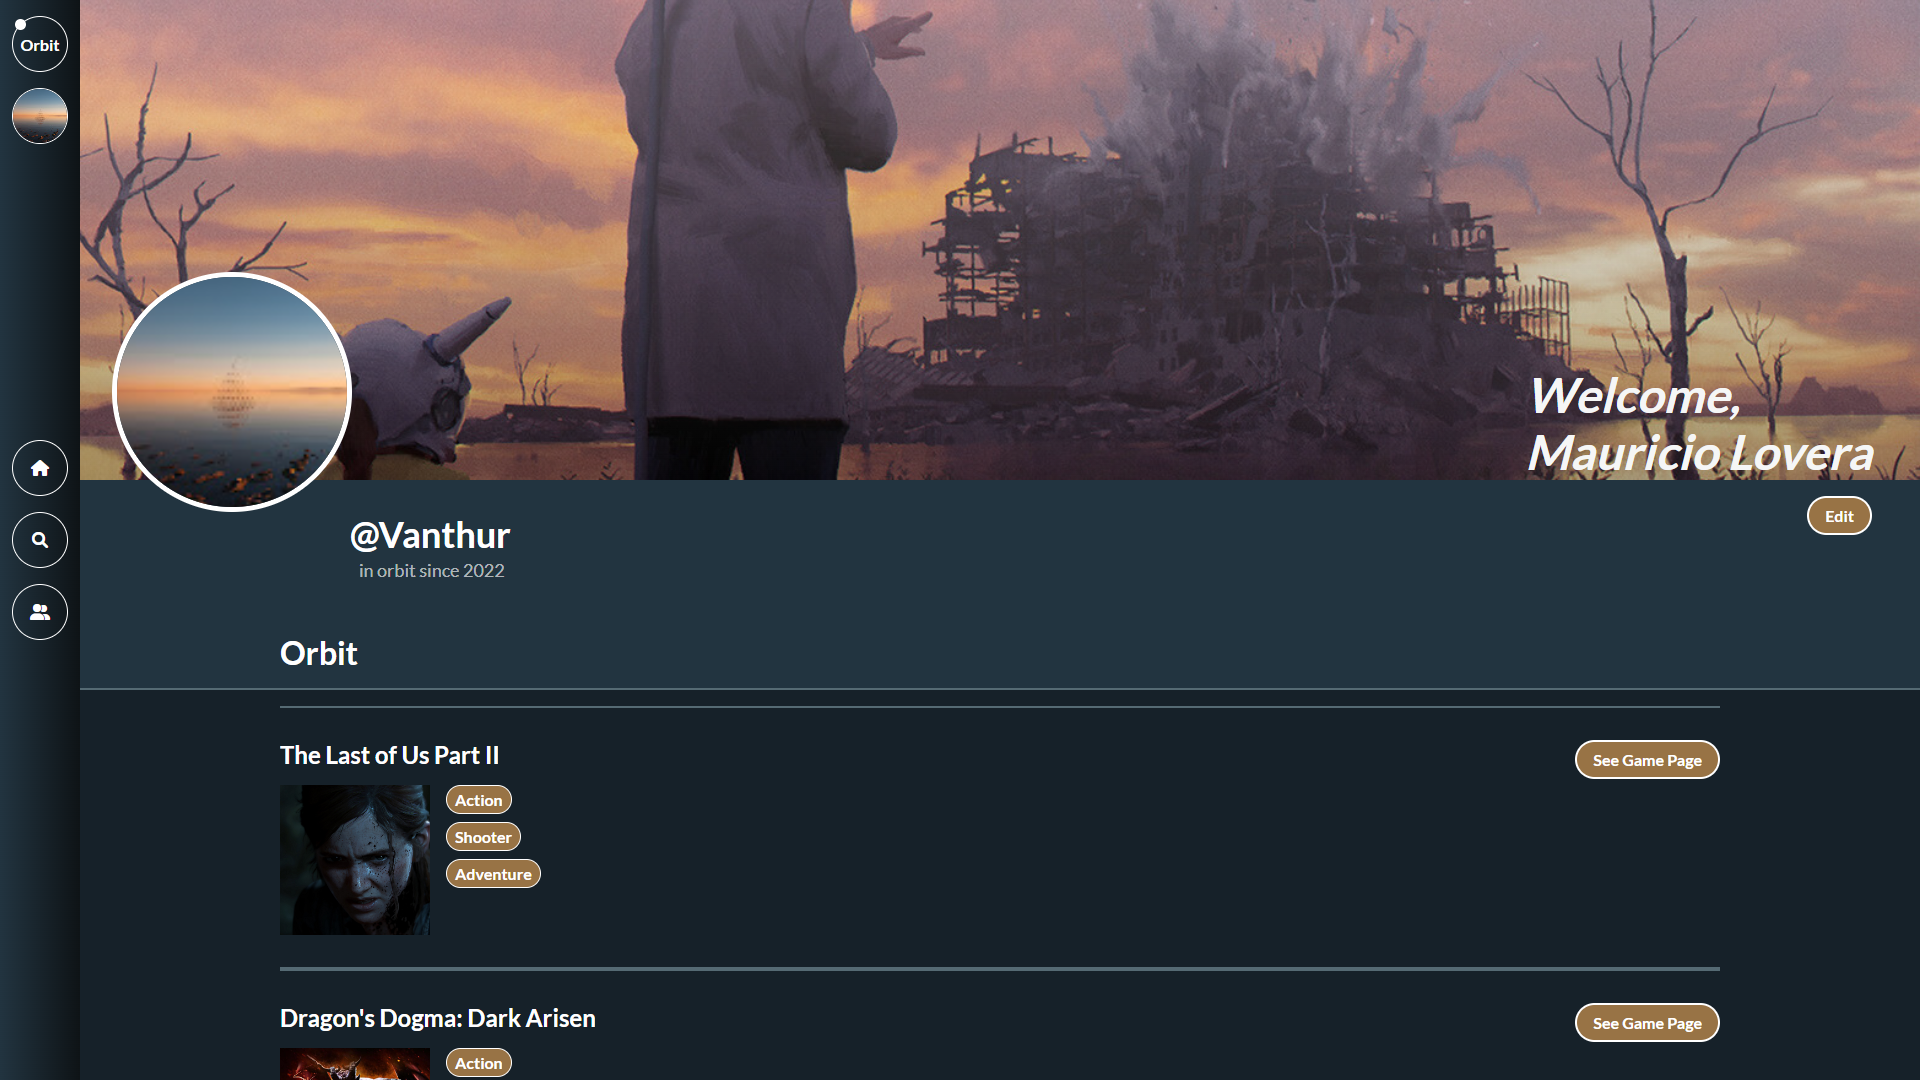 Orbit
Welcome,
Mauricio Lovera
Edit
@Vanthur
in orbit since 2022
Orbit
The Last of Us Part II
See Game Page
Action
Shooter
Adventure
Dragon's Dogma: Dark Arisen
See Game Page
Action